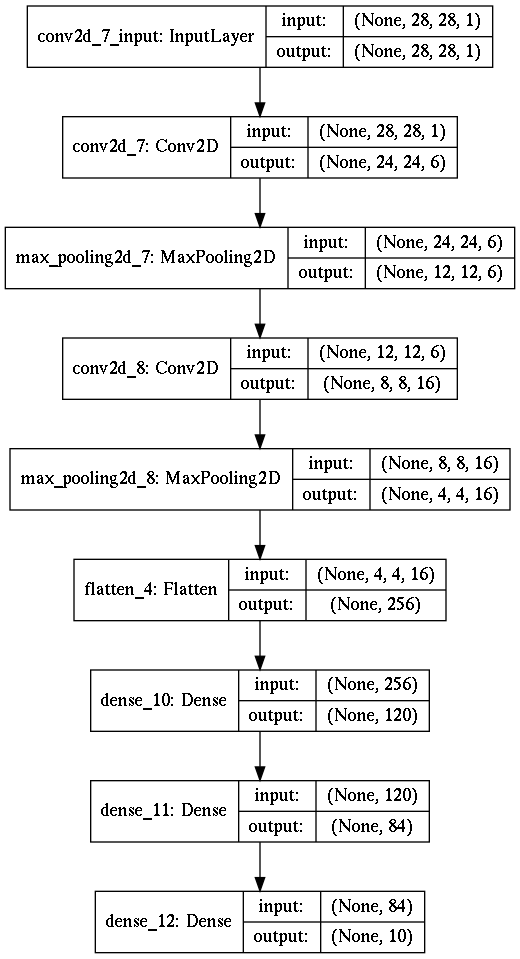 conv2d_7_input: InputLayer
input: (None, 28, 28, 1)
output: (None, 28, 28, 1)
conv2d_7: Conv2D
input: (None, 28, 28, 1)
output: (None, 24, 24, 6)
max_pooling2d_7: MaxPooling2D
input: (None, 24, 24, 6)
output: (None, 12, 12, 6)
conv2d_8: Conv2D
input: (None, 12, 12, 6)
output: (None, 8, 8, 16)
max_pooling2d_8: MaxPooling2D
input: (None, 8, 8, 16)
output: (None, 4, 4, 16)
flatten_4: Flatten
input: (None, 4, 4, 16)
output: (None, 256)
dense_10: Dense
input: (None, 256)
output: (None, 120)
dense_11: Dense
input: (None, 120)
output: (None, 84)
dense_12: Dense
input: (None, 84)
output: (None, 10)